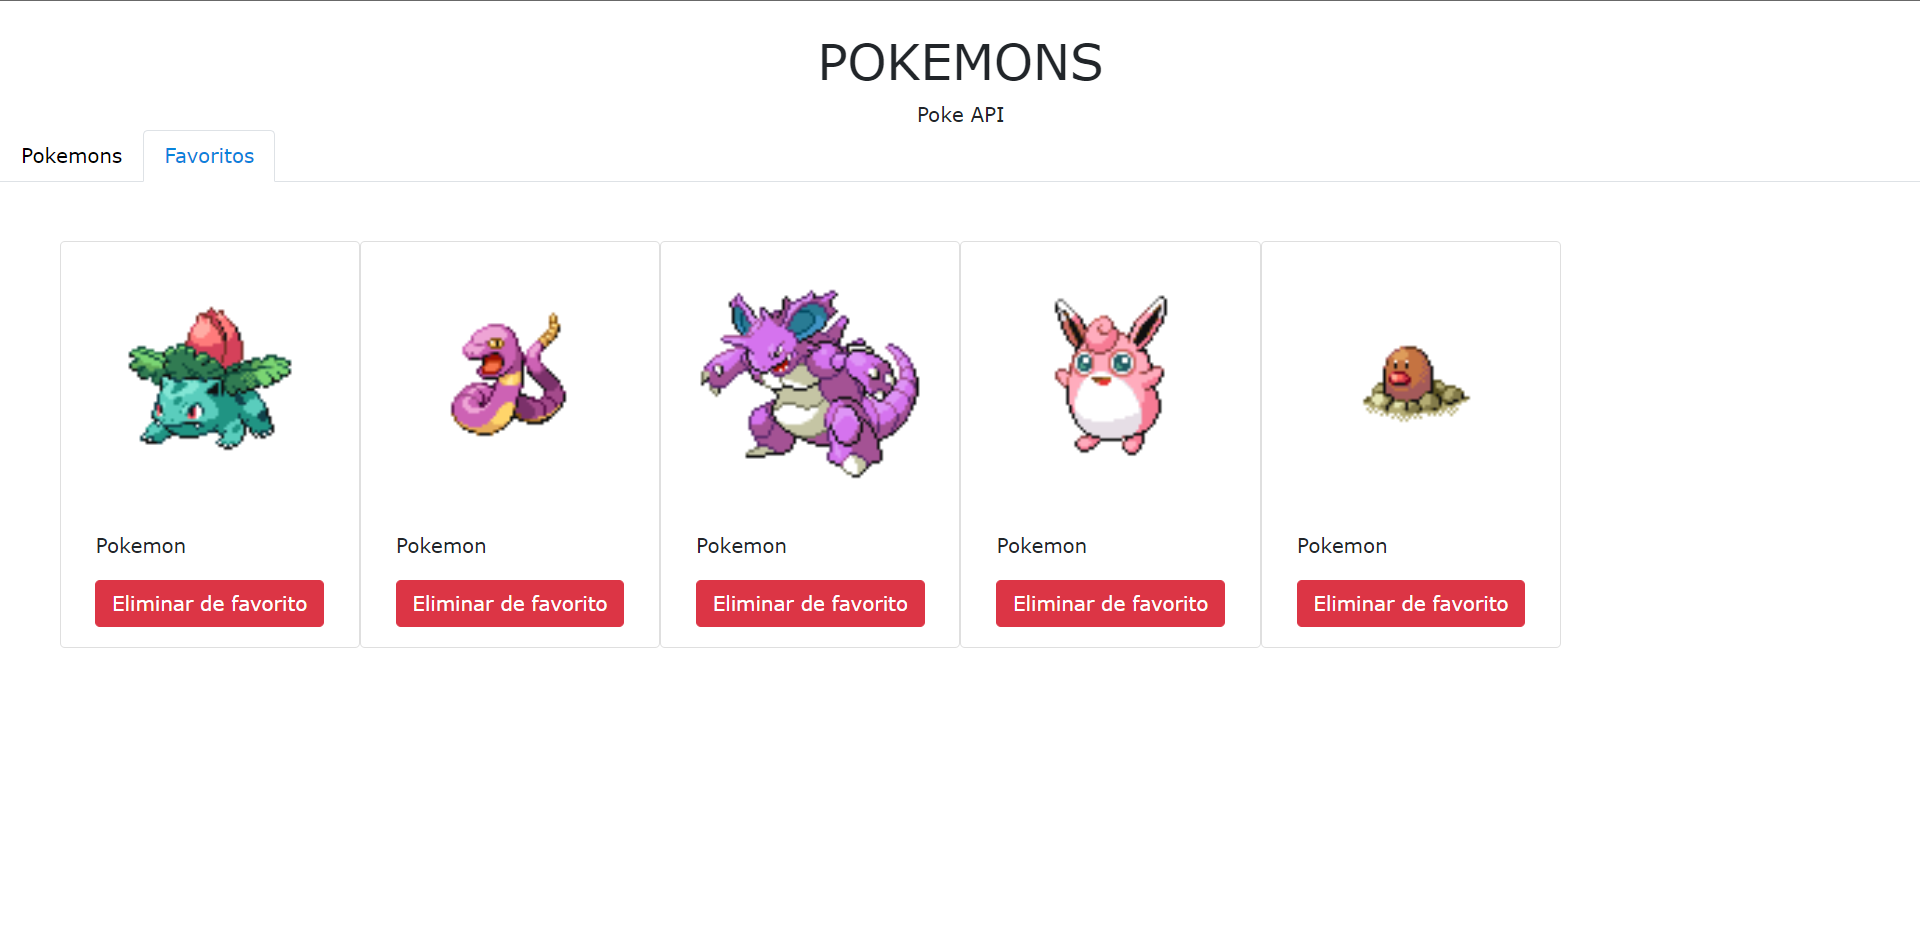 POKEMONS
Poke API
Pokemons Favoritos
Pokemon Pokemon Pokemon Pokemon Pokemon
Eliminar de favorito Eliminar de favorito Eliminar de favorito Eliminar de favorito Eliminar de favorito